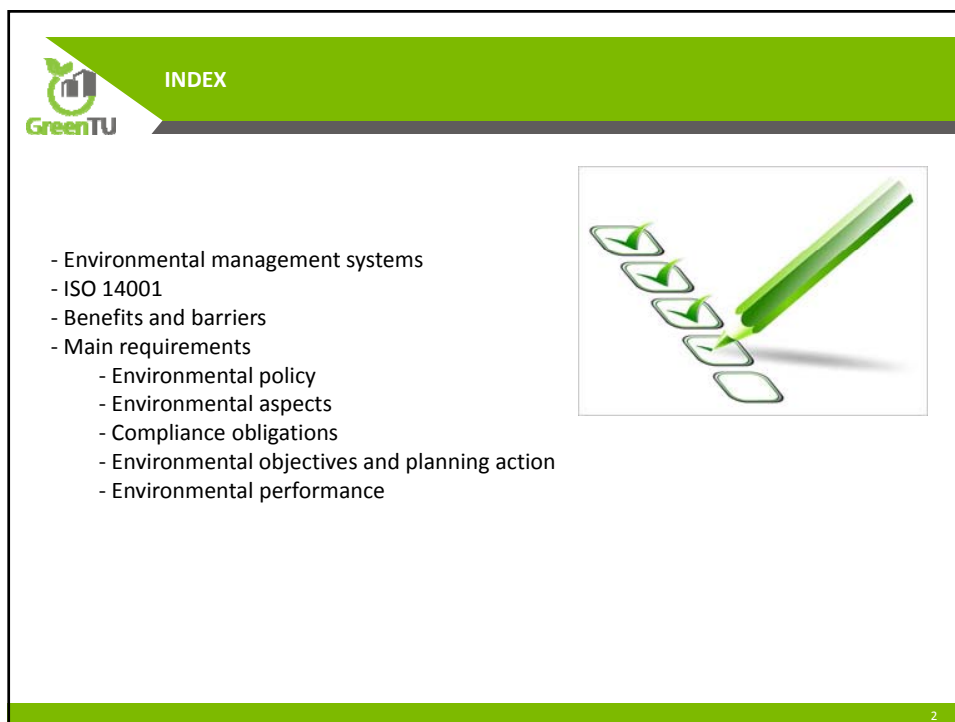 INDEX
GreenTU
- Environmental management systems
- ISO 14001
- Benefits and barriers
- Main requirements
- Environmental policy
- Environmental aspects
- Compliance obligations
- Environmental objectives and planning action
- Environmental performance
2